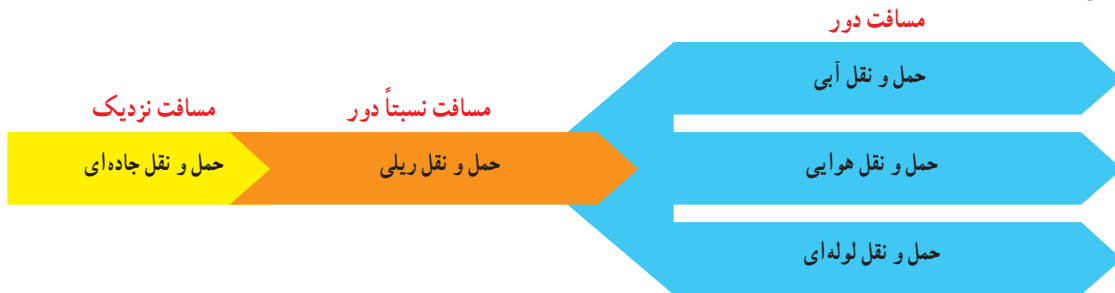 مسافت دور
حمل و نقل آبی
مسافت نسبتاً دور
مسافت نزدیک
حمل و نقل هوایی
حمل و نقل ریلی
حمل و نقل جاده‌ای
حمل و نقل لوله‌ای